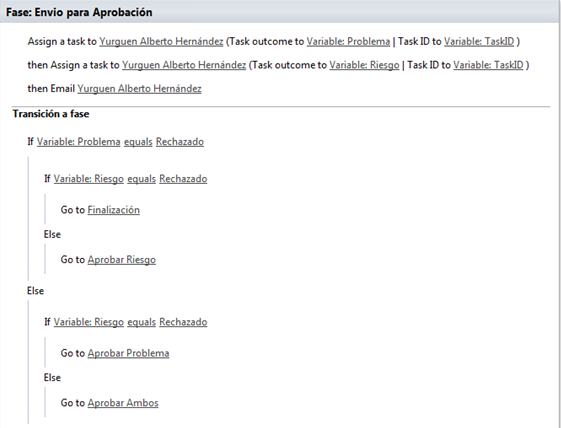 Fase: Envio para Aprobación
Assign a task to Yurguen Alberto Hernández (Task outcome to Variable: Problema | Task ID to Variable: TaskID )
then Assign a task to Yurguen Alberto Hernández (Task outcome to Variable: Riesgo | Task ID to Variable: TaskID )
then Email Yurguen Alberto Hernández
Transición a fase
If Variable: Problema equals Rechazado
If Variable: Riesgo equals Rechazado
Go to Finalización
Else
Go to Aprobar Riesgo
Else
If Variable: Riesgo equals Rechazado
Go to Aprobar Problema
Else
Go to Aprobar Ambos